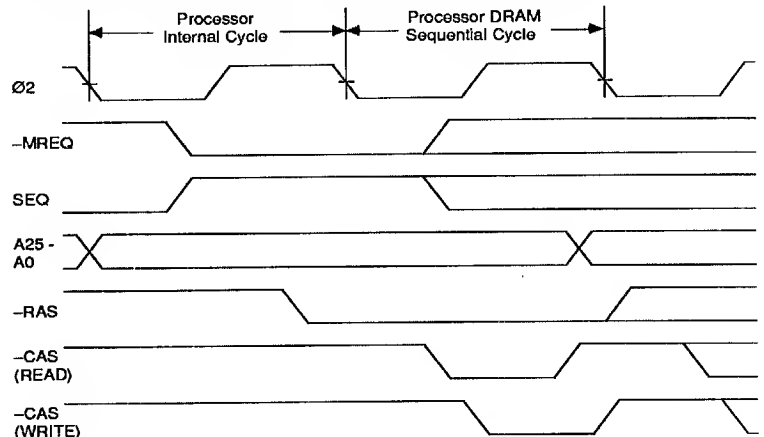 Processor
Internal Cycle
Processor DRAM
Sequential Cycle
Ø2
–MREQ
SEQ
A25 -
A0
–RAS
–CAS
(READ)
–CAS
(WRITE)